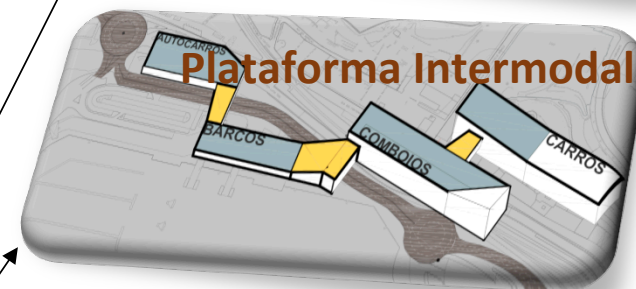 AUTOCARROS
Plataforma Intermodal
BARCOS
COMBOIOS
CARROS